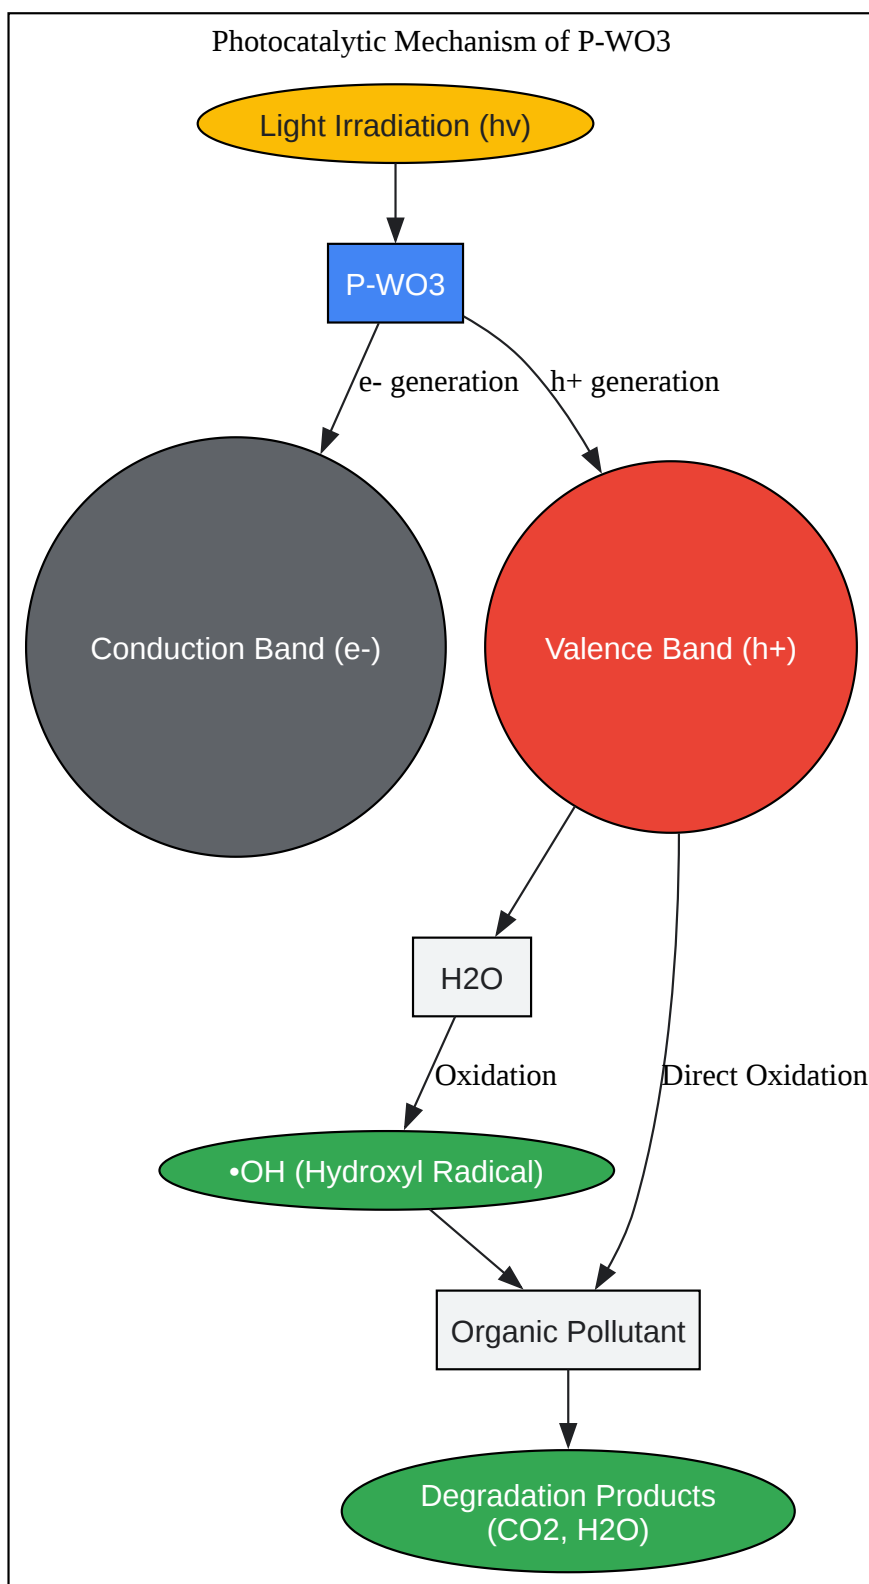 Photocatalytic Mechanism of P-WO3
Light Irradiation (hv)
P-WO3
e- generation
h+ generation
Conduction Band (e-)
Valence Band (h+)
H2O
Oxidation
Direct Oxidation
•OH (Hydroxyl Radical)
Organic Pollutant
Degradation Products
(CO2, H2O)